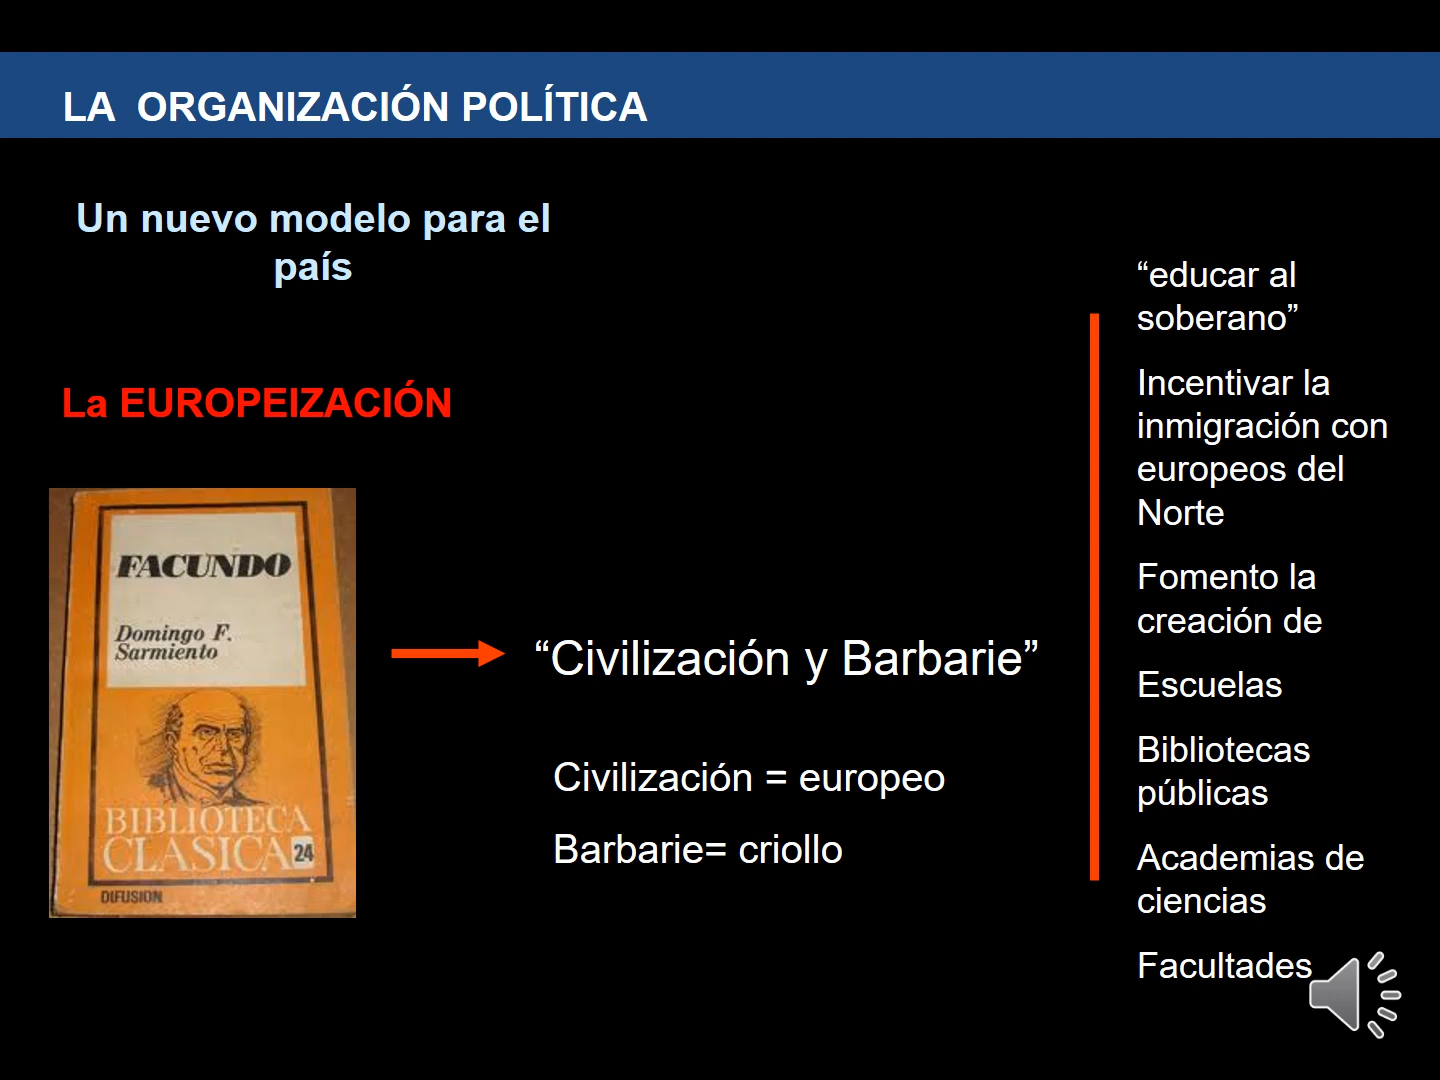 LA  ORGANIZACIÓN POLÍTICA
Un nuevo modelo para el
país
La EUROPEIZACIÓN
FACUNDO
Domingo F.
Sarmiento
BIBLIOTECA
CLASICA 24
DIFUSION
“Civilización y Barbarie”
Civilización = europeo
Barbarie= criollo
“educar al
soberano”
Incentivar la
inmigración con
europeos del
Norte
Fomento la
creación de
Escuelas
Bibliotecas
públicas
Academias de
ciencias
Facultades